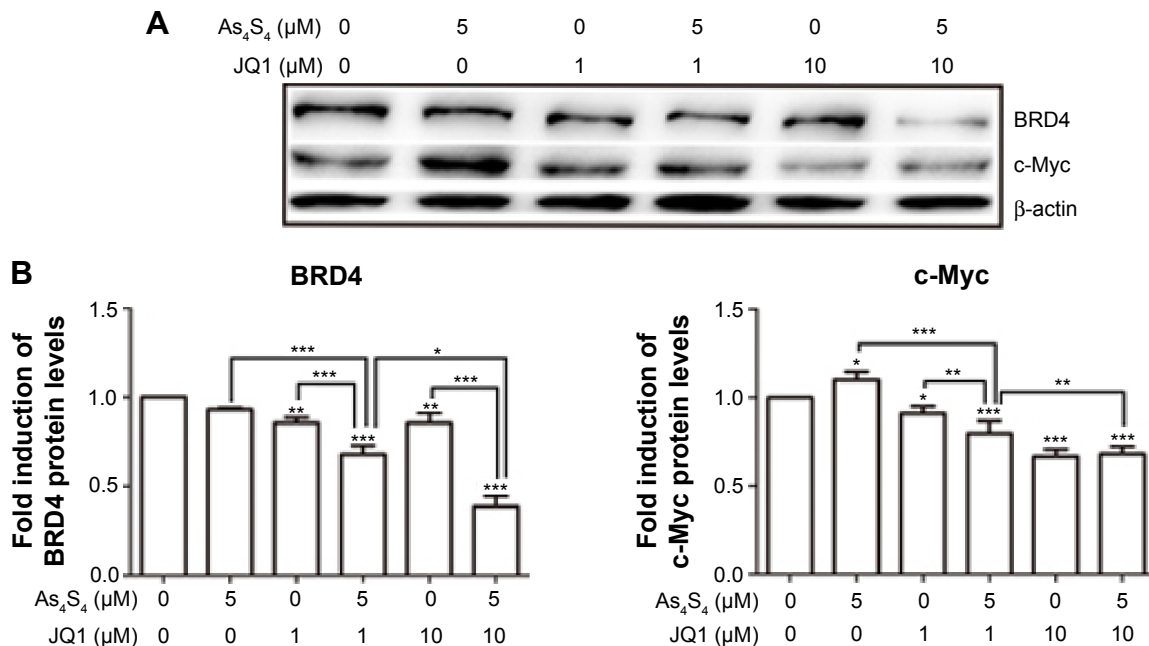 A
As₄S₄ (µM) 0 5 0 5 0 5
JQ1 (µM) 0 0 1 1 10 10
BRD4
c-Myc
β-actin
B
BRD4
Fold induction of
BRD4 protein levels
1.5
1.0
0.5
0.0
*** *
*** ***
** *** ** ***
As₄S₄ (µM) 0 5 0 5 0 5
JQ1 (µM) 0 0 1 1 10 10
c-Myc
Fold induction of
c-Myc protein levels
1.5
1.0
0.5
0.0
***
** **
* * *** *** ***
As₄S₄ (µM) 0 5 0 5 0 5
JQ1 (µM) 0 0 1 1 10 10